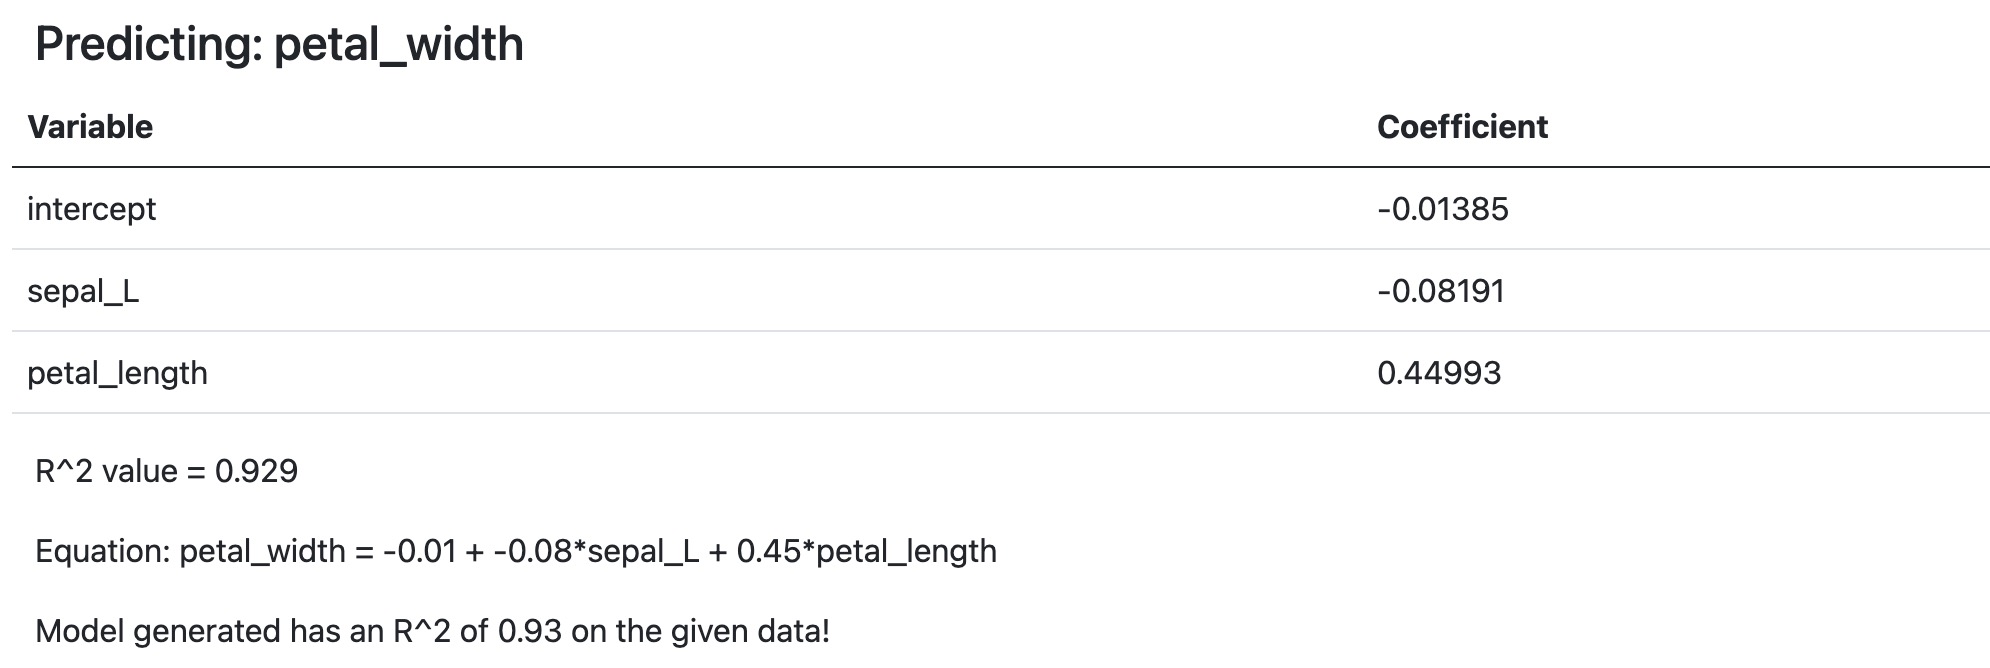 Predicting: petal_width
Variable Coefficient
intercept -0.01385
sepal_L -0.08191
petal_length 0.44993
R^2 value = 0.929
Equation: petal_width = -0.01 + -0.08*sepal_L + 0.45*petal_length
Model generated has an R^2 of 0.93 on the given data!